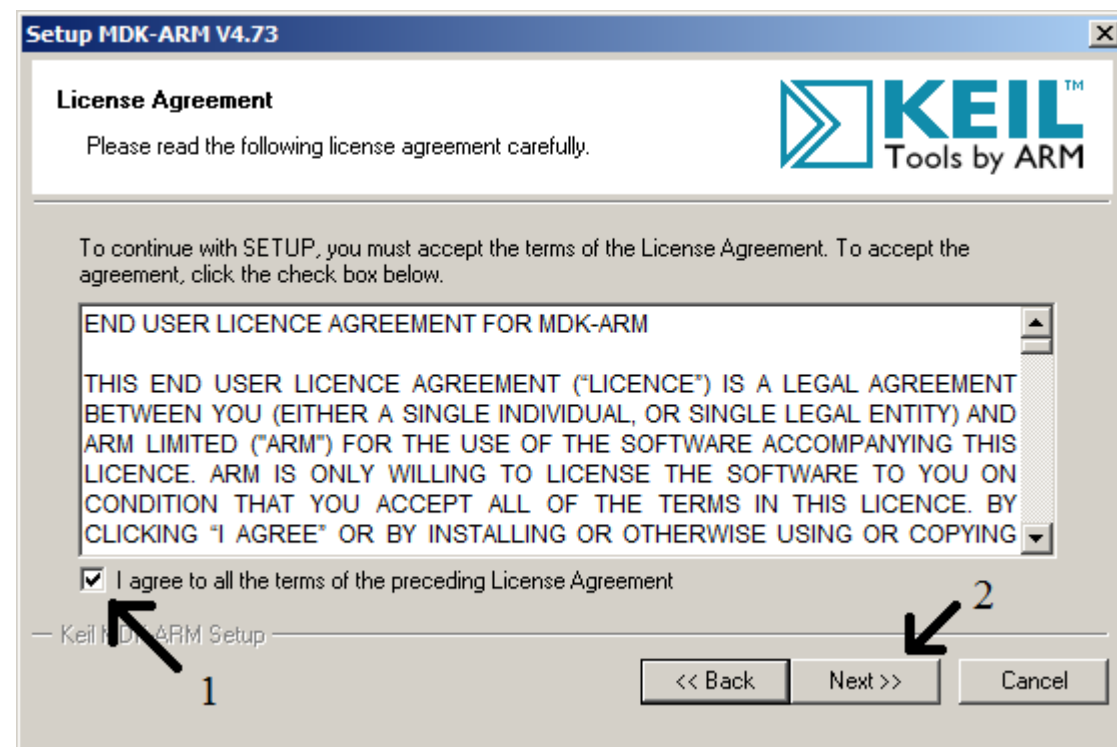 Setup MDK-ARM V4.73
License Agreement
Please read the following license agreement carefully.
KEIL™
Tools by ARM
To continue with SETUP, you must accept the terms of the License Agreement. To accept the
agreement, click the check box below.
END USER LICENCE AGREEMENT FOR MDK-ARM
THIS END USER LICENCE AGREEMENT (“LICENCE”) IS A LEGAL AGREEMENT
BETWEEN YOU (EITHER A SINGLE INDIVIDUAL, OR SINGLE LEGAL ENTITY) AND
ARM LIMITED ("ARM") FOR THE USE OF THE SOFTWARE ACCOMPANYING THIS
LICENCE. ARM IS ONLY WILLING TO LICENSE THE SOFTWARE TO YOU ON
CONDITION THAT YOU ACCEPT ALL OF THE TERMS IN THIS LICENCE. BY
CLICKING “I AGREE” OR BY INSTALLING OR OTHERWISE USING OR COPYING
I agree to all the terms of the preceding License Agreement
2
Keil MDK-ARM Setup
1
<< Back Next >> Cancel